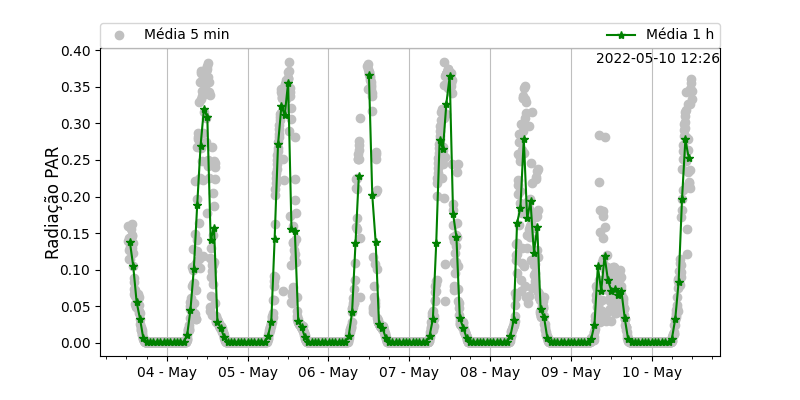 Média 5 min
Média 1 h
2022-05-10 12:26
Radiação PAR
0.40
0.35
0.30
0.25
0.20
0.15
0.10
0.05
0.00
04 - May
05 - May
06 - May
07 - May
08 - May
09 - May
10 - May